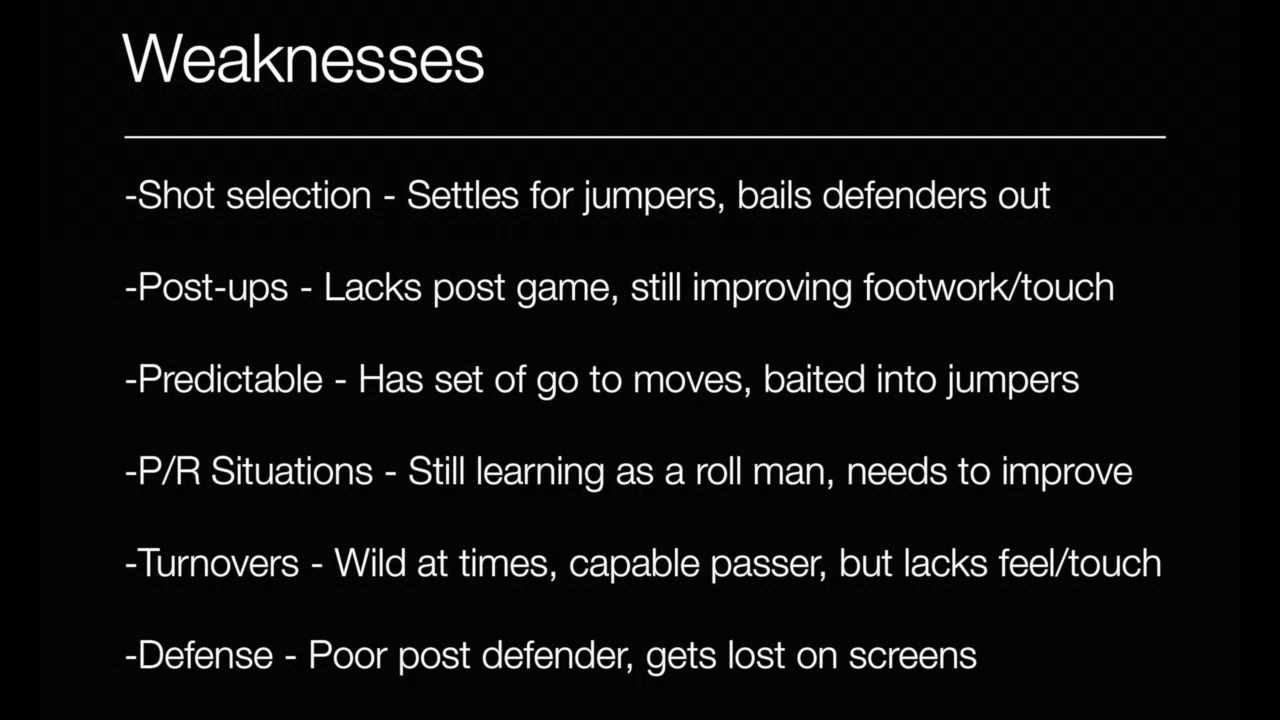 Weaknesses
-Shot selection - Settles for jumpers, bails defenders out
-Post-ups - Lacks post game, still improving footwork/touch
-Predictable - Has set of go to moves, baited into jumpers
-P/R Situations - Still learning as a roll man, needs to improve
-Turnovers - Wild at times, capable passer, but lacks feel/touch
-Defense - Poor post defender, gets lost on screens